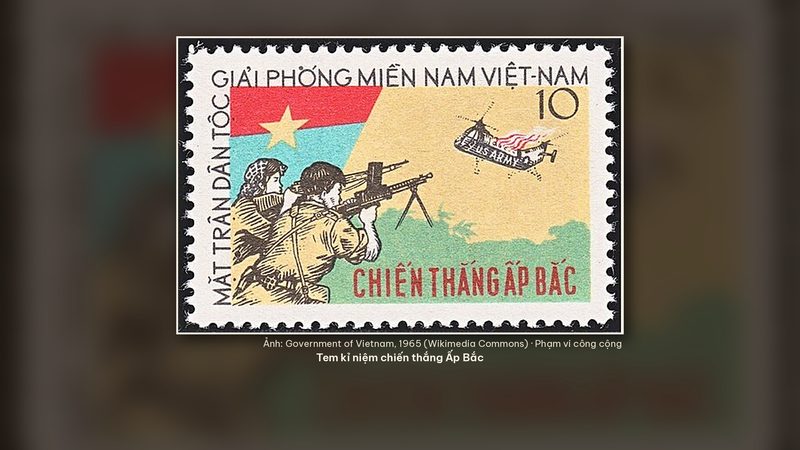 MẶT TRẬN DÂN TỘC GIẢI PHÓNG MIỀN NAM VIỆT-NAM
10
US ARMY
CHIẾN THẮNG ẤP BẮC
Ảnh: Government of Vietnam, 1965 (Wikimedia Commons) · Phạm vi công cộng
Tem kỉ niệm chiến thắng Ấp Bắc